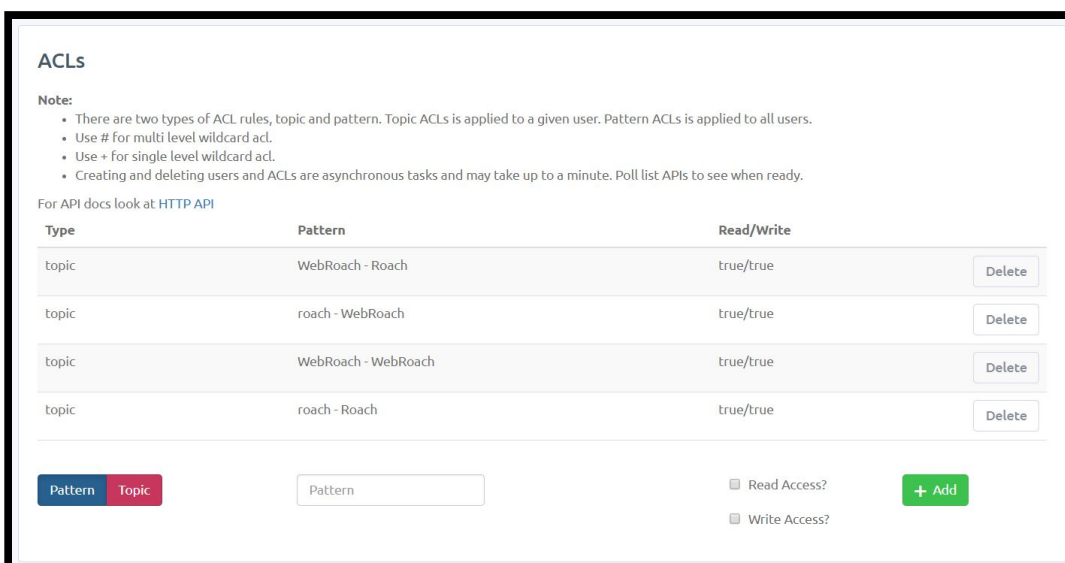 ACLs
Note:
• There are two types of ACL rules, topic and pattern. Topic ACLs is applied to a given user. Pattern ACLs is applied to all users.
• Use # for multi level wildcard acl.
• Use + for single level wildcard acl.
• Creating and deleting users and ACLs are asynchronous tasks and may take up to a minute. Poll list APIs to see when ready.
For API docs look at HTTP API
Type Pattern Read/Write
topic WebRoach - Roach true/true Delete
topic roach - WebRoach true/true Delete
topic WebRoach - WebRoach true/true Delete
topic roach - Roach true/true Delete
Pattern Topic Pattern Read Access? + Add
Write Access?